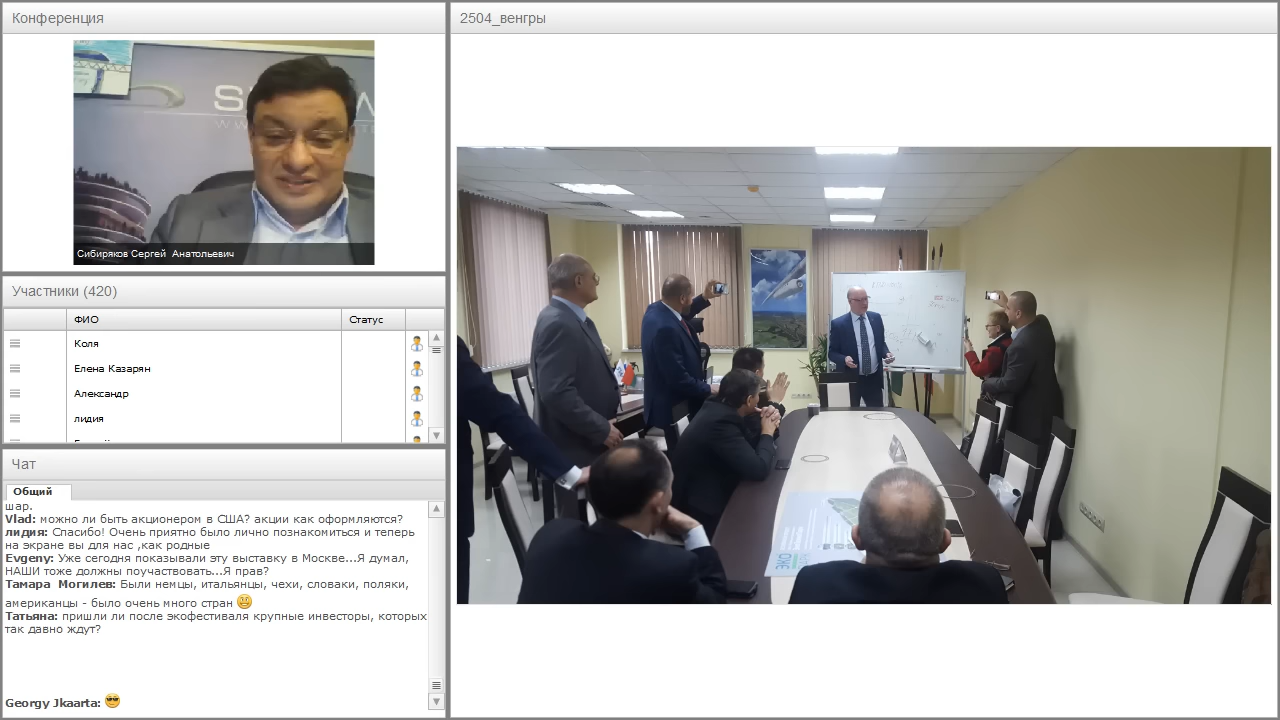 Конференция
Сибиряков Сергей Анатольевич
Участники (420)
ФИО
Статус
Коля
Елена Казарян
Александр
лидия
Чат
Общий
шар.
Vlad: можно ли быть акционером в США? акции как оформляются?
лидия: Спасибо! Очень приятно было лично познакомиться и теперь
на экране вы для нас ,как родные
Evgeny: Уже сегодня показывали эту выставку в Москве...Я думал,
НАШИ тоже должны поучаствовать...Я прав?
Тамара Могилев: Были немцы, итальянцы, чехи, словаки, поляки,
американцы - было очень много стран
Татьяна: пришли ли после экофестиваля крупные инвесторы, которых
так давно ждут?
Georgy Jkaarta:
2504_венгры
ЭКО